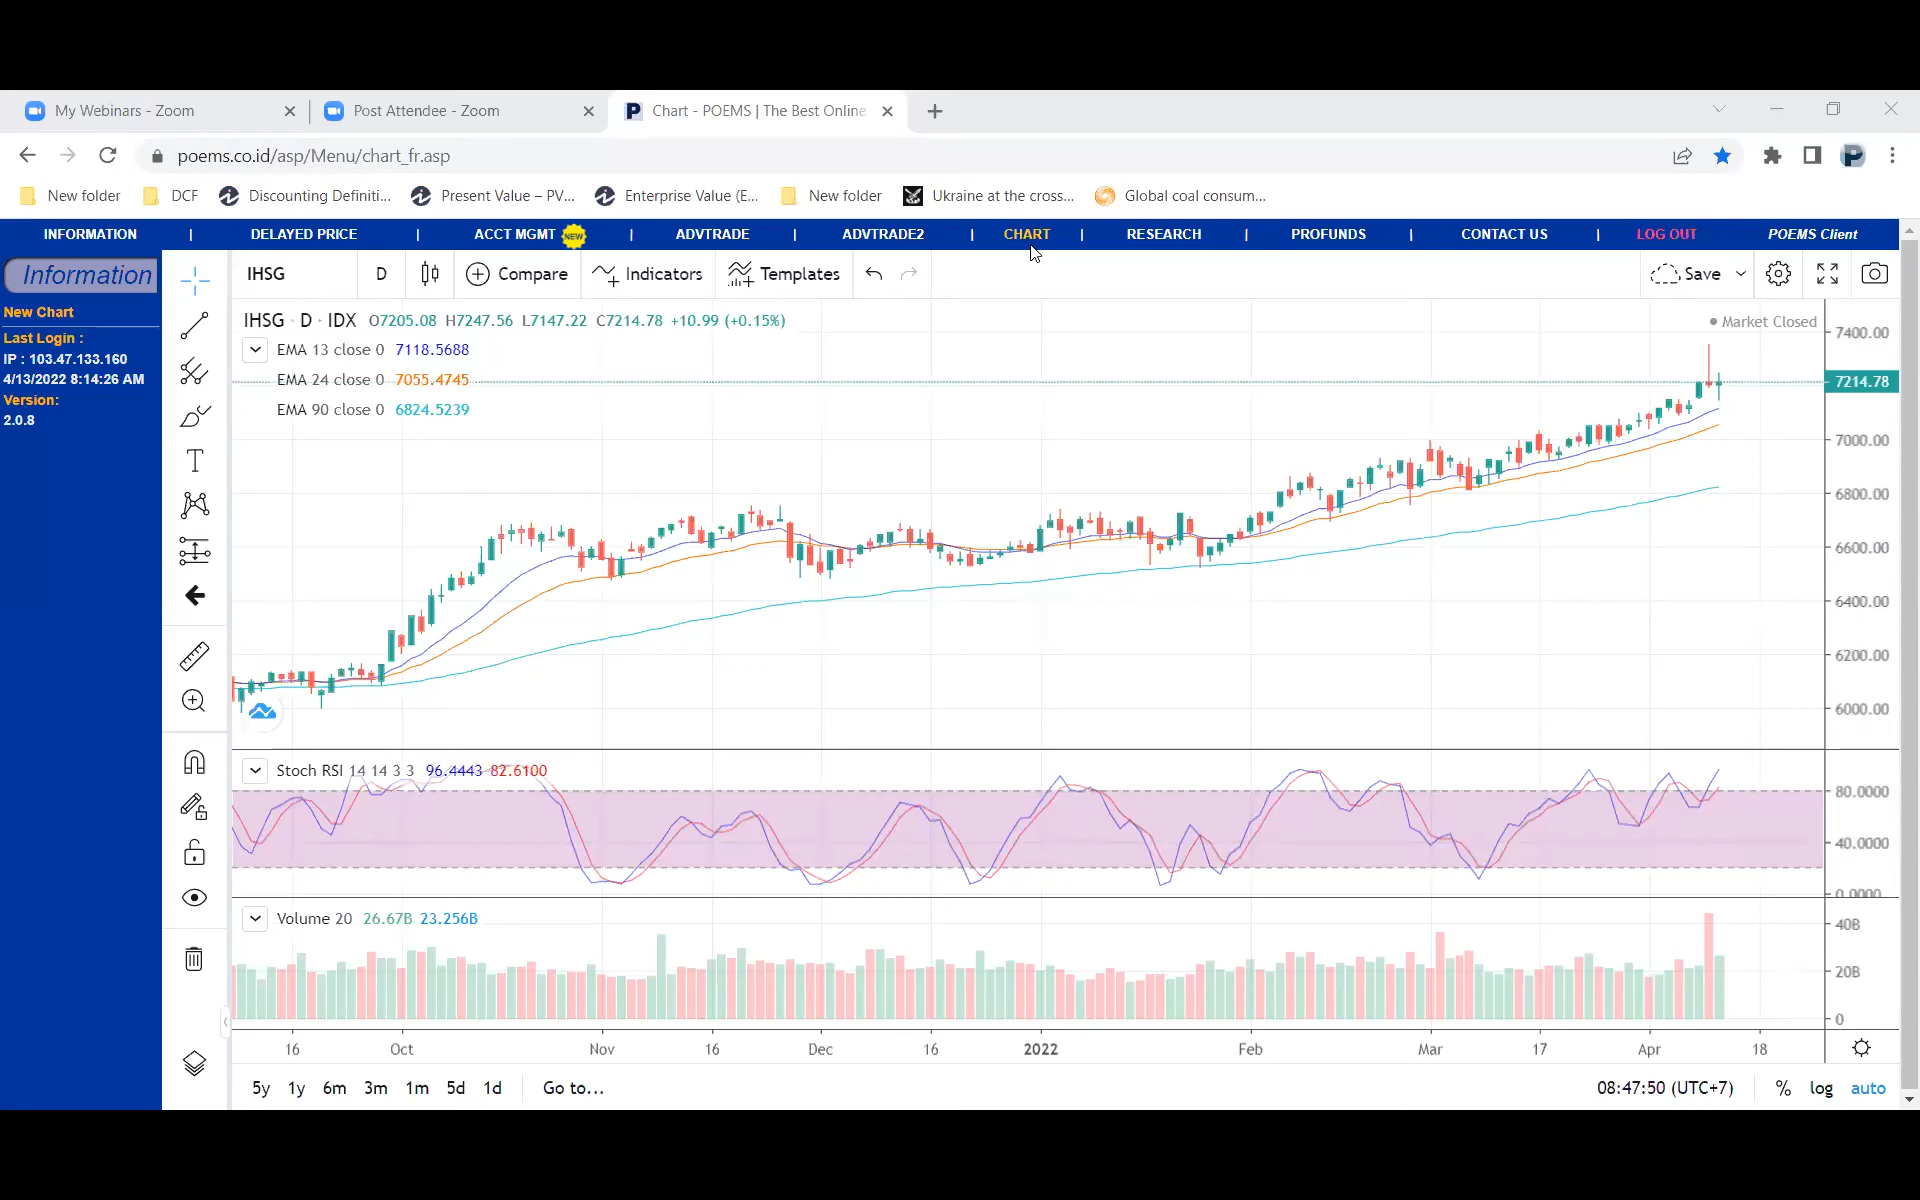 My Webinars - Zoom
Post Attendee - Zoom
Chart - POEMS | The Best Online
poems.co.id/asp/Menu/chart_fr.asp
New folder
DCF
Discounting Definiti...
Present Value – PV...
Enterprise Value (E...
New folder
Ukraine at the cross...
Global coal consum...
INFORMATION | DELAYED PRICE | ACCT MGMT NEW | ADVTRADE | ADVTRADE2 | CHART | RESEARCH | PROFUNDS | CONTACT US | LOG OUT POEMS Client
Information
New Chart
Last Login :
IP : 103.47.133.160
4/13/2022 8:14:26 AM
Version:
2.0.8
IHSG D Compare Indicators Templates Save
IHSG · D · IDX O7205.08 H7247.56 L7147.22 C7214.78 +10.99 (+0.15%)
Market Closed
EMA 13 close 0 7118.5688
EMA 24 close 0 7055.4745
EMA 90 close 0 6824.5239
7400.00
7214.78
7000.00
6800.00
6600.00
6400.00
6200.00
6000.00
Stoch RSI 14 14 3 3 96.4443 82.6100
80.0000
40.0000
0.0000
Volume 20 26.67B 23.256B
40B
20B
0
16 Oct Nov 16 Dec 16 2022 Feb Mar 17 Apr 18
5y 1y 6m 3m 1m 5d 1d Go to... 08:47:50 (UTC+7) % log auto